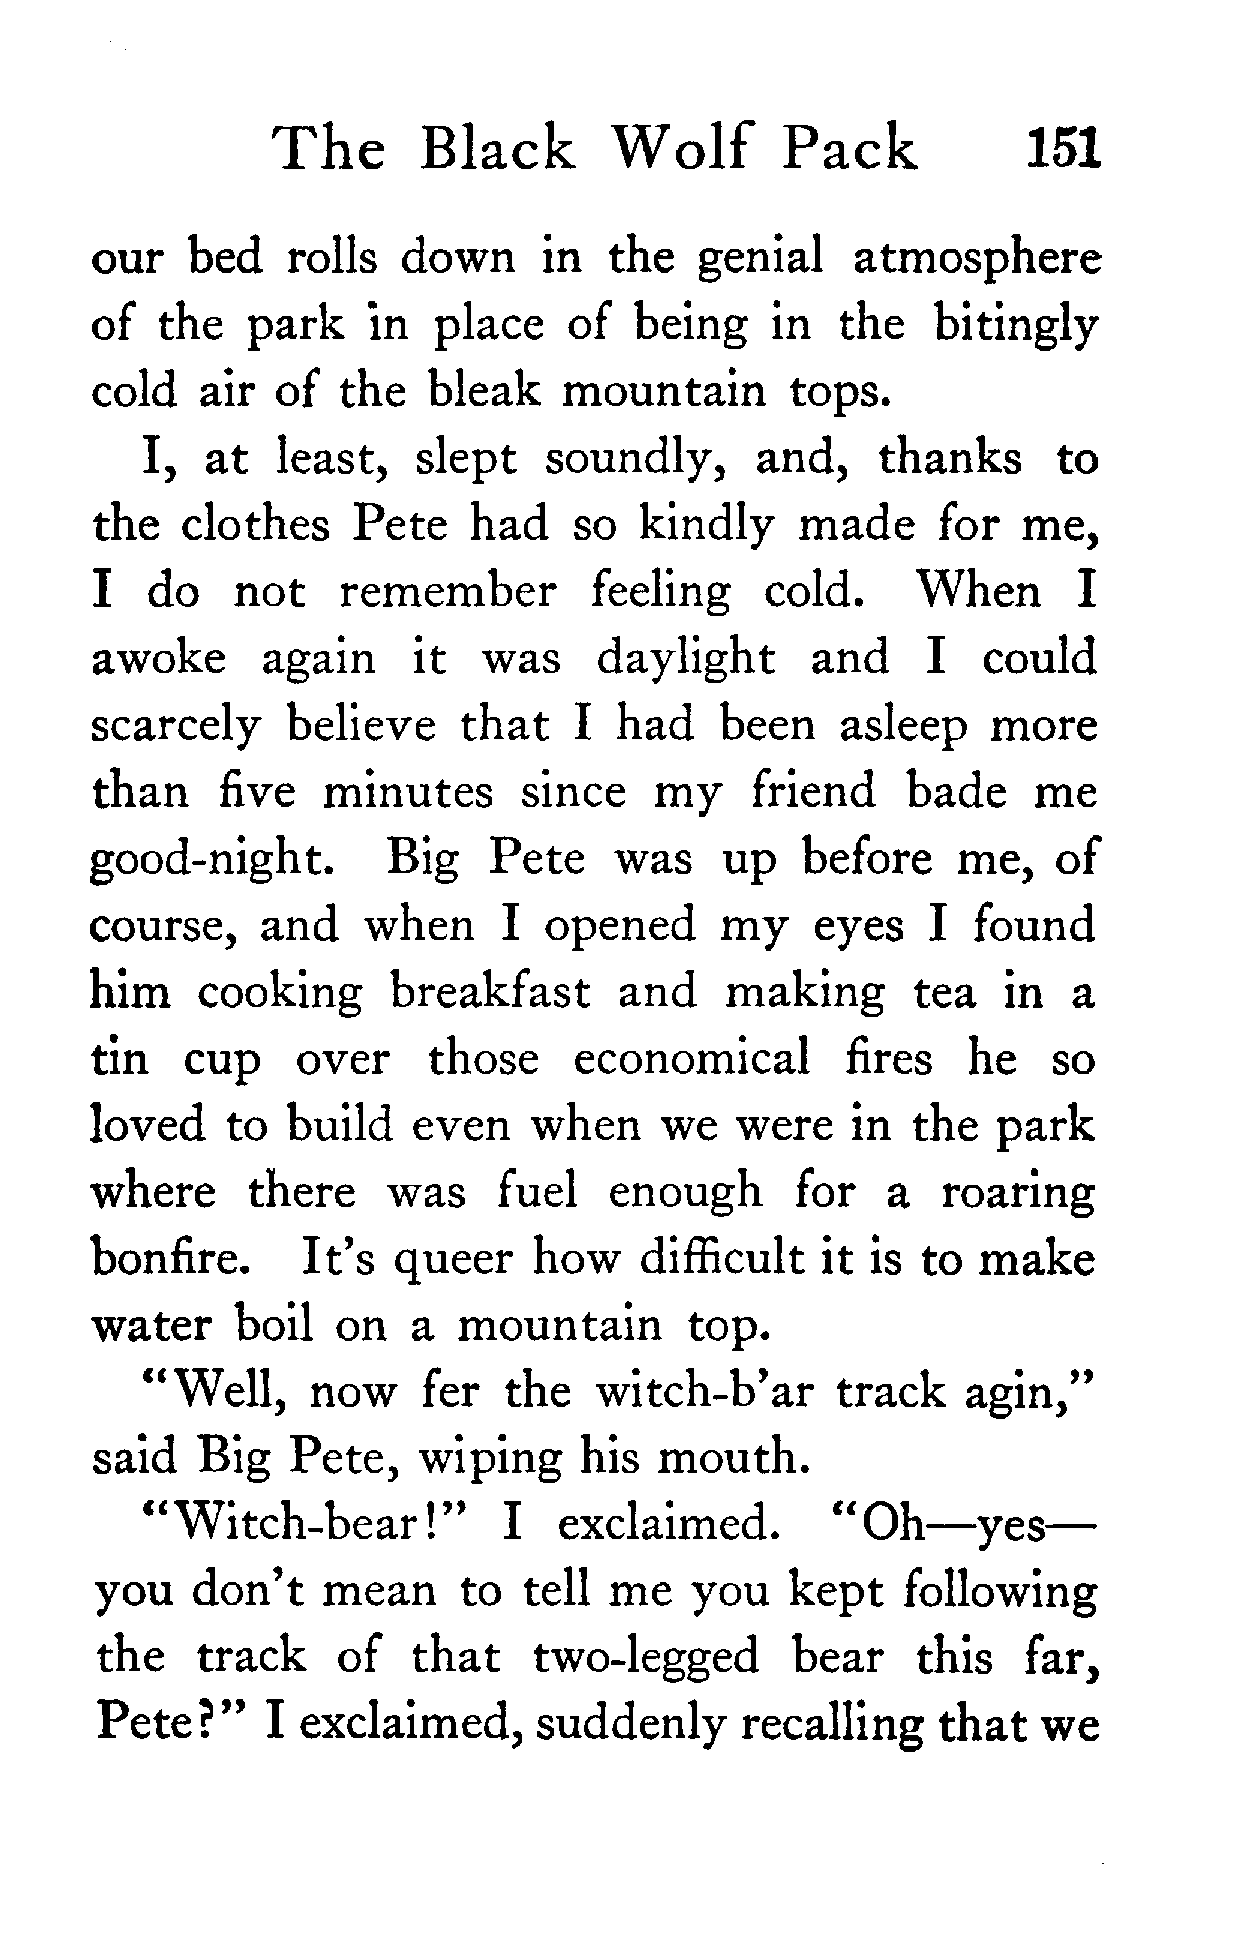 The Black Wolf Pack 151
our bed rolls down in the genial atmosphere
of the park in place of being in the bitingly
cold air of the bleak mountain tops.
I, at least, slept soundly, and, thanks to
the clothes Pete had so kindly made for me,
I do not remember feeling cold. When I
awoke again it was daylight and I could
scarcely believe that I had been asleep more
than five minutes since my friend bade me
good-night. Big Pete was up before me, of
course, and when I opened my eyes I found
him cooking breakfast and making tea in a
tin cup over those economical fires he so
loved to build even when we were in the park
where there was fuel enough for a roaring
bonfire. It's queer how difficult it is to make
water boil on a mountain top.
“Well, now fer the witch-b'ar track agin,”
said Big Pete, wiping his mouth.
“Witch-bear!” I exclaimed. “Oh—yes—
you don't mean to tell me you kept following
the track of that two-legged bear this far,
Pete?” I exclaimed, suddenly recalling that we